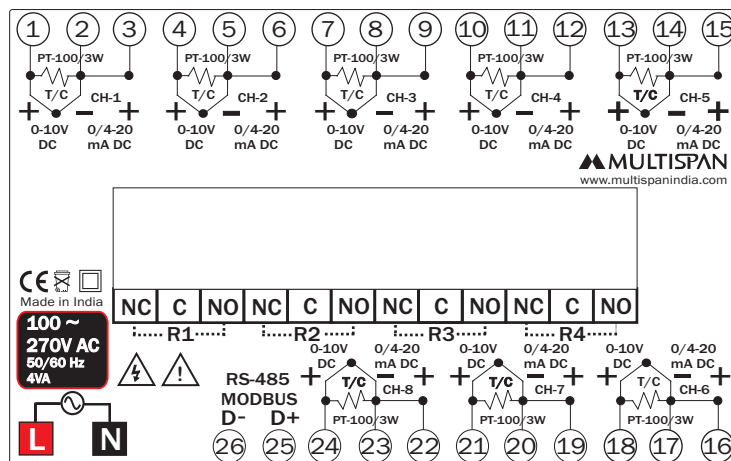 1 2 3 4 5 6 7 8 9 10 11 12 13 14 15
PT-100/3W PT-100/3W PT-100/3W PT-100/3W PT-100/3W
T/C CH-1 T/C CH-2 T/C CH-3 T/C CH-4 T/C CH-5
+ - + + - + + - + + - + + - +
0-10V 0/4-20 0-10V 0/4-20 0-10V 0/4-20 0-10V 0/4-20 0-10V 0/4-20
DC mA DC DC mA DC DC mA DC DC mA DC DC mA DC
MULTISPAN
www.multispanindia.com
CE
Made in India
NC C NO NC C NO NC C NO NC C NO
R1 R2 R3 R4
100 ~
270V AC
50/60 Hz
4VA
L N
RS-485
MODBUS
D- D+
0-10V 0/4-20 0-10V 0/4-20 0-10V 0/4-20
DC mA DC DC mA DC DC mA DC
+ - + + - + + - +
T/C CH-8 T/C CH-7 T/C CH-6
PT-100/3W PT-100/3W PT-100/3W
26 25 24 23 22 21 20 19 18 17 16